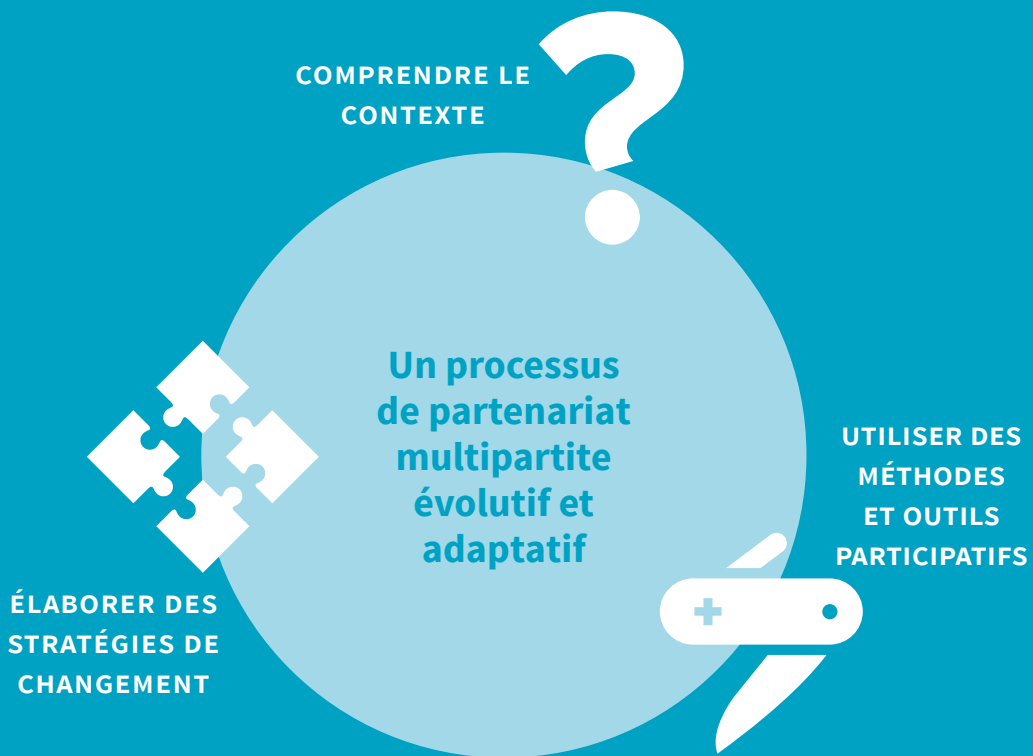 COMPRENDRE LE
CONTEXTE
Un processus
de partenariat
multipartite
évolutif et
adaptatif
UTILISER DES
MÉTHODES
ET OUTILS
PARTICIPATIFS
ÉLABORER DES
STRATÉGIES DE
CHANGEMENT